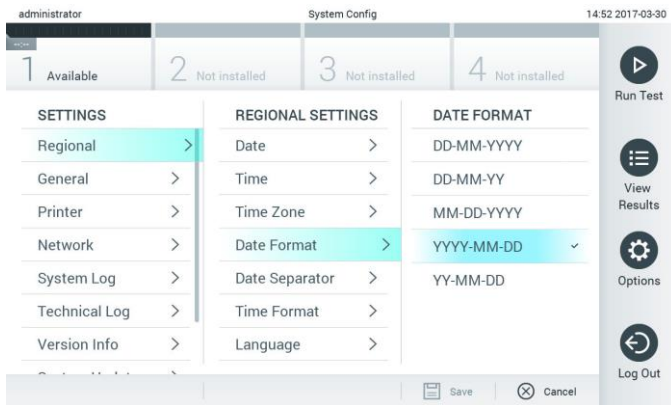 administrator System Config 14:52 2017-03-30
--:--
1 Available 2 Not installed 3 Not installed 4 Not installed
Run Test
View
Results
Options
Log Out
SETTINGS
Regional
General
Printer
Network
System Log
Technical Log
Version Info
REGIONAL SETTINGS
Date
Time
Time Zone
Date Format
Date Separator
Time Format
Language
DATE FORMAT
DD-MM-YYYY
DD-MM-YY
MM-DD-YYYY
YYYY-MM-DD
YY-MM-DD
Save Cancel